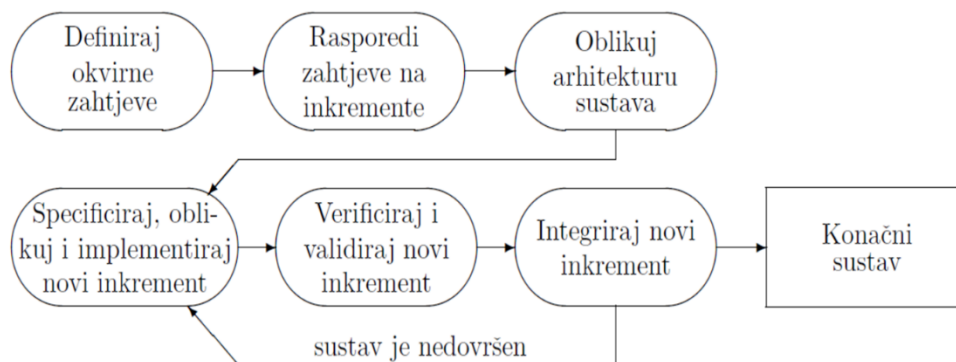 Definiraj
okvirne
zahtjeve
Rasporedi
zahtjeve na
inkremente
Oblikuj
arhitekturu
sustava
Specificiraj, obli-
kuj i implementiraj
novi inkrement
Verificiraj i
validiraj novi
inkrement
Integriraj novi
inkrement
Konačni
sustav
sustav je nedovršen